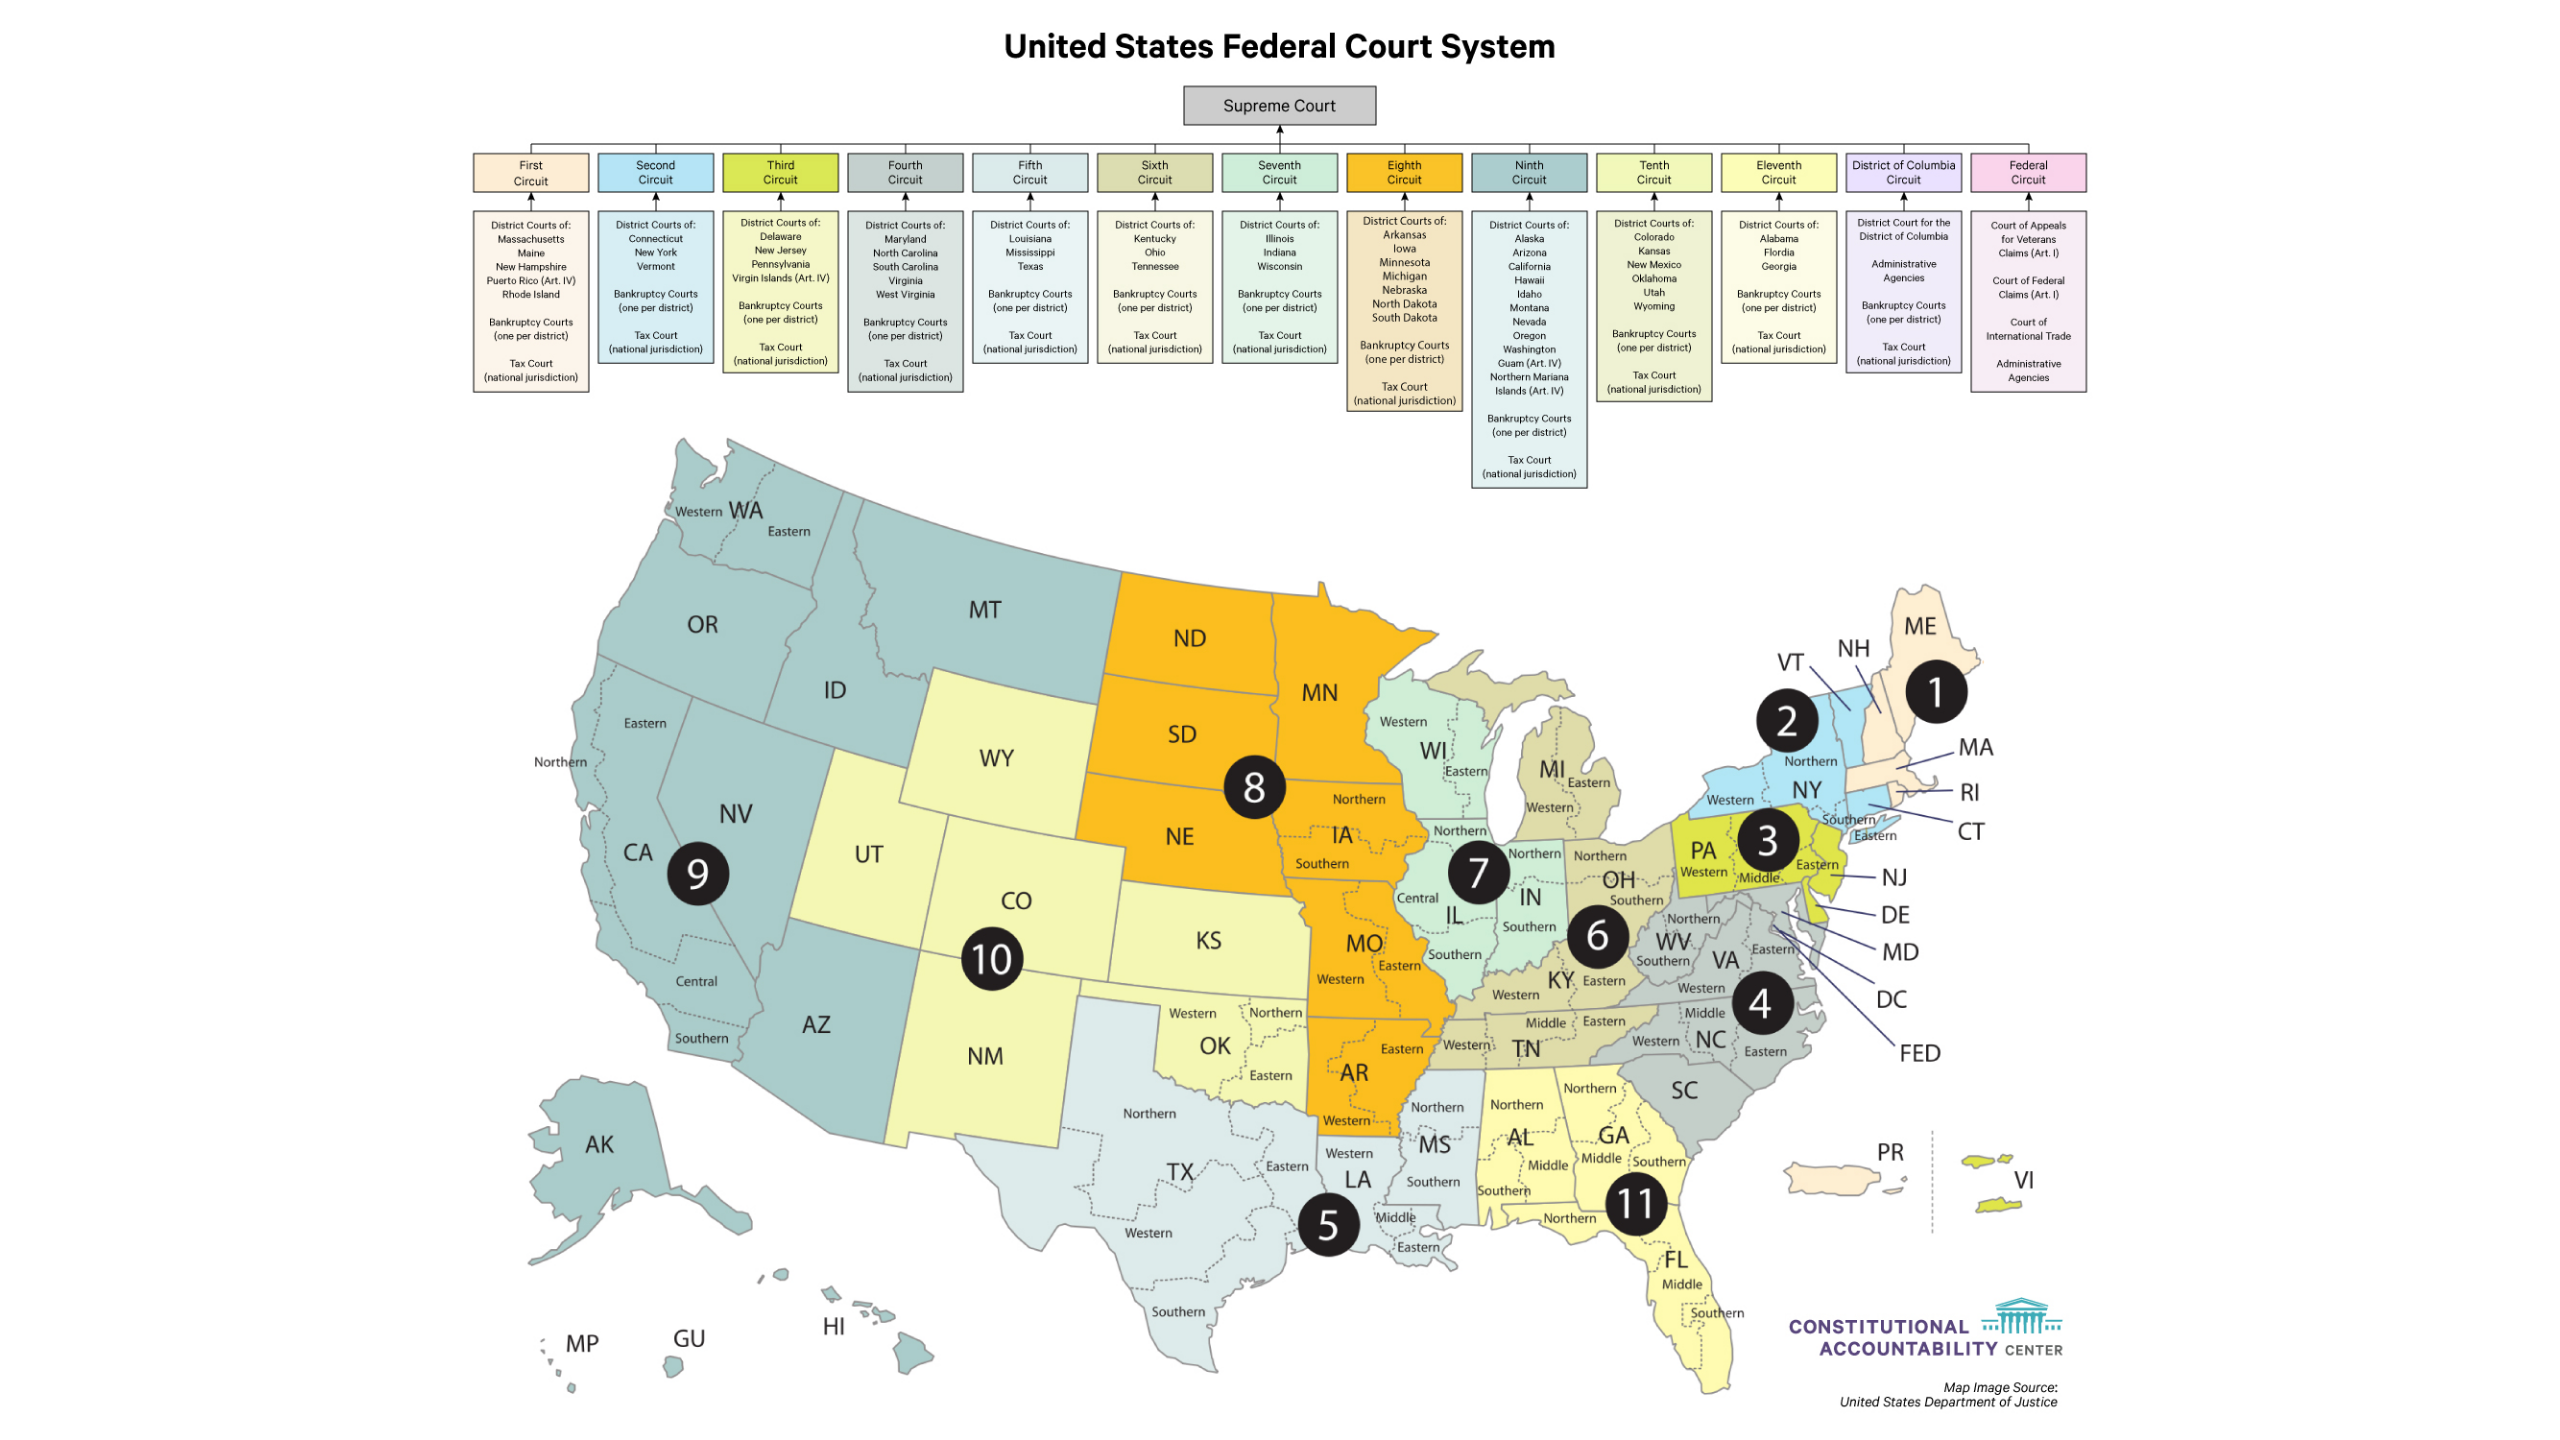 United States Federal Court System
Supreme Court
First
Circuit
Second
Circuit
Third
Circuit
Fourth
Circuit
Fifth
Circuit
Sixth
Circuit
Seventh
Circuit
Eighth
Circuit
Ninth
Circuit
Tenth
Circuit
Eleventh
Circuit
District of Columbia
Circuit
Federal
Circuit
District Courts of:
Massachusetts
Maine
New Hampshire
Puerto Rico (Art. IV)
Rhode Island
Bankruptcy Courts
(one per district)
Tax Court
(national jurisdiction)
District Courts of:
Connecticut
New York
Vermont
Bankruptcy Courts
(one per district)
Tax Court
(national jurisdiction)
District Courts of:
Delaware
New Jersey
Pennsylvania
Virgin Islands (Art. IV)
Bankruptcy Courts
(one per district)
Tax Court
(national jurisdiction)
District Courts of:
Maryland
North Carolina
South Carolina
Virginia
West Virginia
Bankruptcy Courts
(one per district)
Tax Court
(national jurisdiction)
District Courts of:
Louisiana
Mississippi
Texas
Bankruptcy Courts
(one per district)
Tax Court
(national jurisdiction)
District Courts of:
Kentucky
Ohio
Tennessee
Bankruptcy Courts
(one per district)
Tax Court
(national jurisdiction)
District Courts of:
Illinois
Indiana
Wisconsin
Bankruptcy Courts
(one per district)
Tax Court
(national jurisdiction)
District Courts of:
Arkansas
Iowa
Minnesota
Michigan
Nebraska
North Dakota
South Dakota
Bankruptcy Courts
(one per district)
Tax Court
(national jurisdiction)
District Courts of:
Alaska
Arizona
California
Hawaii
Idaho
Montana
Nevada
Oregon
Washington
Guam (Art. IV)
Northern Mariana
Islands (Art. IV)
Bankruptcy Courts
(one per district)
Tax Court
(national jurisdiction)
District Courts of:
Colorado
Kansas
New Mexico
Oklahoma
Utah
Wyoming
Bankruptcy Courts
(one per district)
Tax Court
(national jurisdiction)
District Courts of:
Alabama
Flordia
Georgia
Bankruptcy Courts
(one per district)
Tax Court
(national jurisdiction)
District Court for the
District of Columbia
Administrative
Agencies
Bankruptcy Courts
(one per district)
Tax Court
(national jurisdiction)
Court of Appeals
for Veterans
Claims (Art. I)
Court of Federal
Claims (Art. I)
Court of
International Trade
Administrative
Agencies
Western WA
Eastern
OR
ID
MT
Eastern
Northern
CA
NV
9
Central
Southern
AZ
AK
HI
GU
MP
WY
UT
CO
10
KS
NM
Western
Northern
OK
Eastern
ND
SD
NE
MN
8
Northern
IA
Southern
MO
Western
Eastern
Eastern
AR
Western
Western
WI
Eastern
Northern
7
Central
IL
Southern
Northern
IN
Southern
MI
Eastern
Western
Northern
OH
Southern
6
KY
Western
Eastern
Middle
Eastern
Western
TN
Northern
TX
Eastern
Western
Southern
Western
LA
5
Middle
Eastern
Northern
MS
Southern
Northern
AL
Middle
Southern
Northern
GA
Middle
Southern
11
Northern
FL
Middle
Southern
Northern
WV
Southern
VA
Eastern
Western
4
Middle
Western
NC
Eastern
SC
PA
3
Western
Middle
Eastern
2
Northern
NY
Western
Southern
Eastern
VT
NH
ME
1
MA
RI
CT
NJ
DE
MD
DC
FED
PR
VI
CONSTITUTIONAL
ACCOUNTABILITY CENTER
Map Image Source:
United States Department of Justice